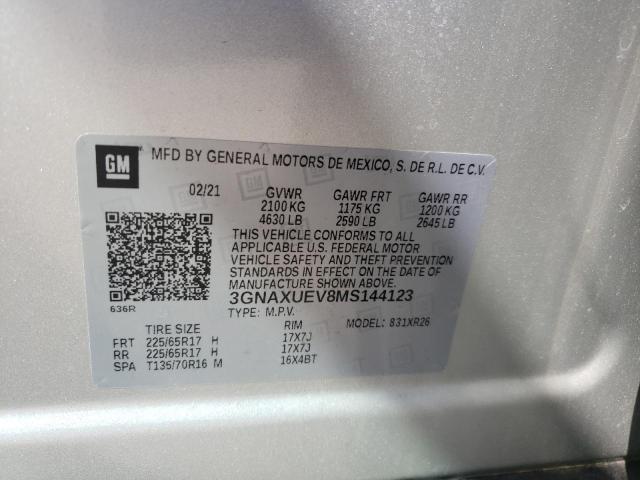 GM MFD BY GENERAL MOTORS DE MEXICO, S. DE R.L. DE C.V.
02/21 GVWR GAWR FRT GAWR RR
2100 KG 1175 KG 1200 KG
4630 LB 2590 LB 2645 LB
THIS VEHICLE CONFORMS TO ALL
APPLICABLE U.S. FEDERAL MOTOR
VEHICLE SAFETY AND THEFT PREVENTION
STANDARDS IN EFFECT ON THE DATE OF
MANUFACTURE SHOWN ABOVE.
3GNAXUEV8MS144123
636R TYPE: M.P.V. MODEL: 831XR26
TIRE SIZE RIM
FRT 225/65R17 H 17X7J
RR 225/65R17 H 17X7J
SPA T135/70R16 M 16X4BT